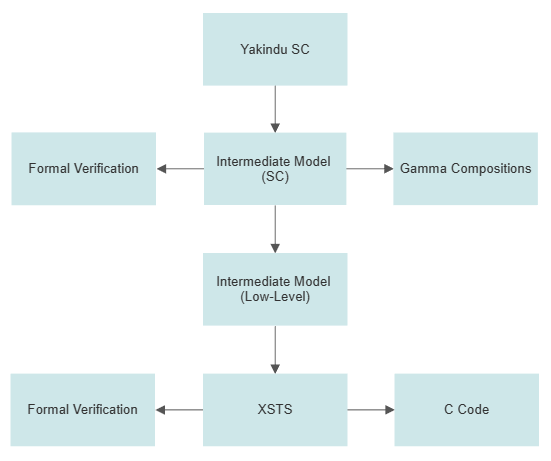 Yakindu SC
Formal Verification
Intermediate Model
(SC)
Gamma Compositions
Intermediate Model
(Low-Level)
Formal Verification
XSTS
C Code